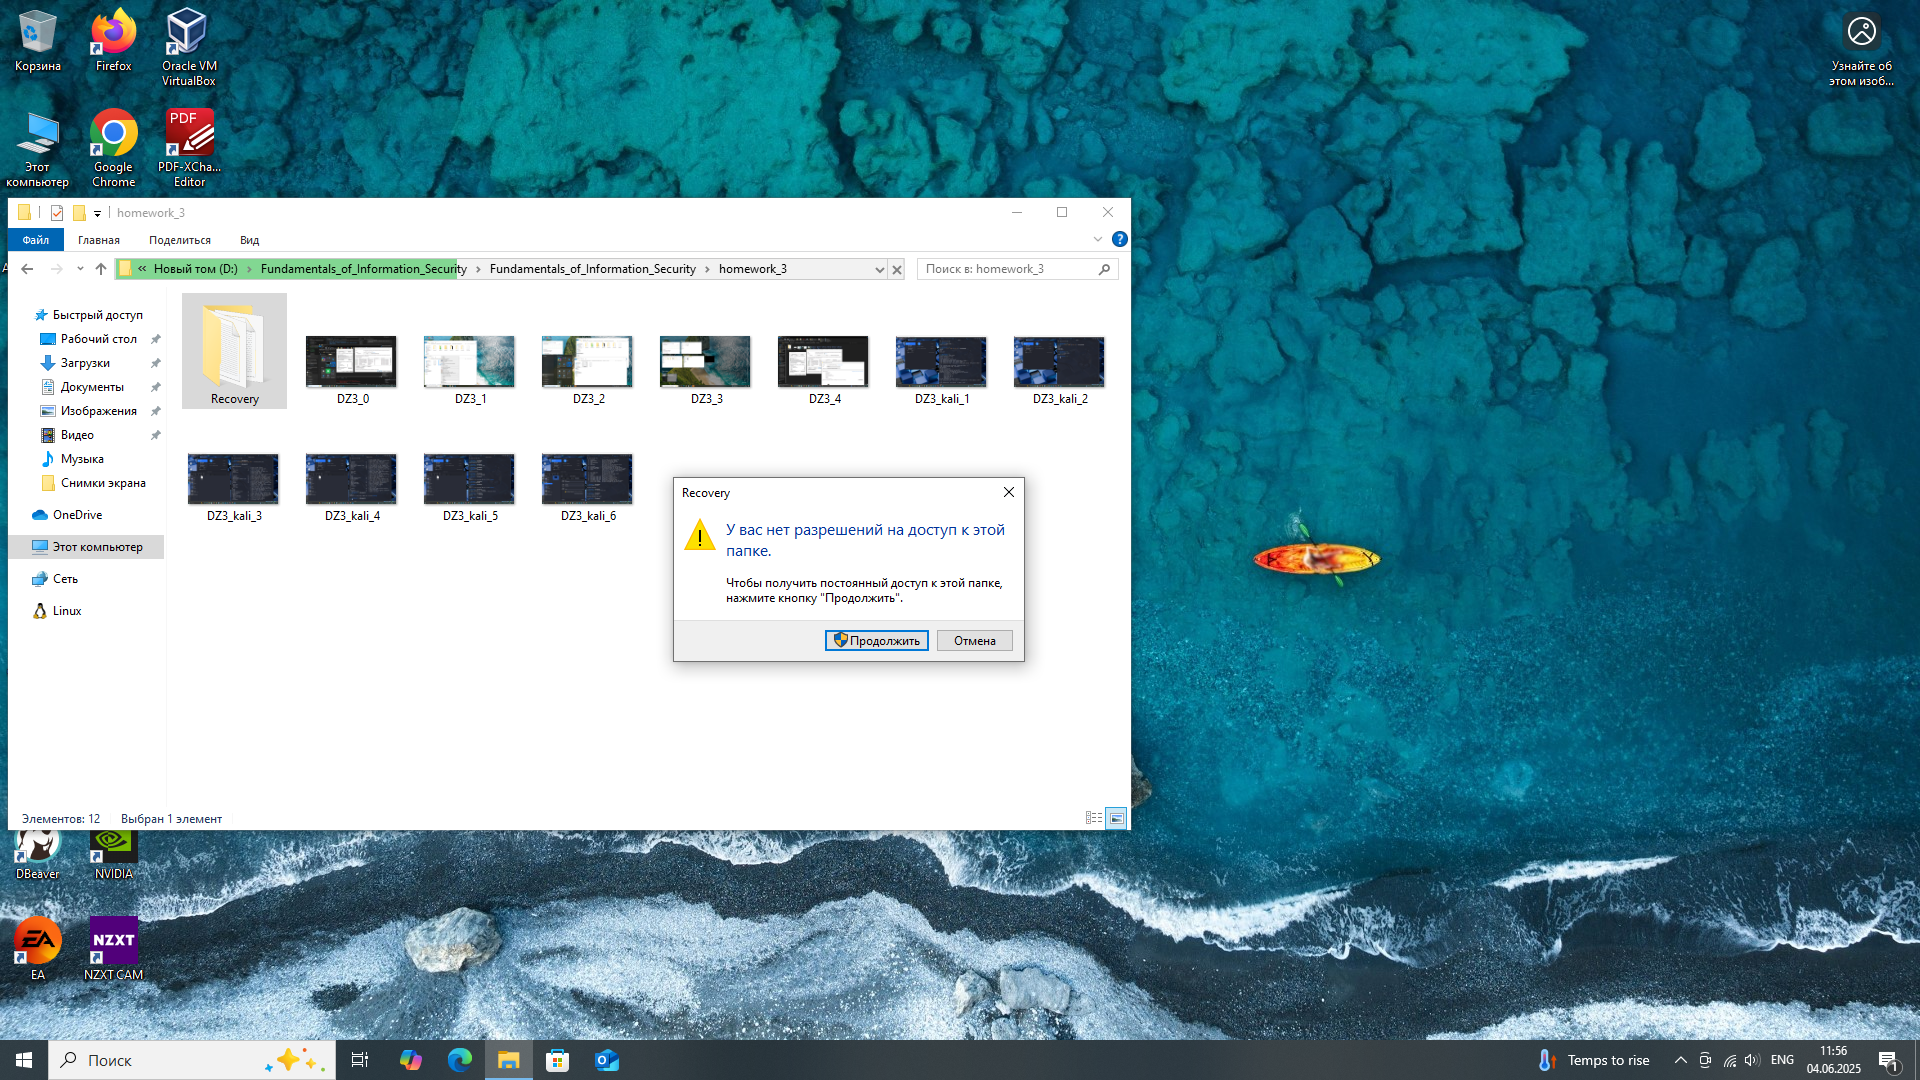 Корзина
Firefox
Oracle VM
VirtualBox
Узнайте об
этом изоб...
Этот
компьютер
Google
Chrome
PDF
PDF-XCha...
Editor
homework_3
Файл
Главная
Поделиться
Вид
« Новый том (D:) › Fundamentals_of_Information_Security › Fundamentals_of_Information_Security › homework_3
Поиск в: homework_3
Быстрый доступ
Рабочий стол
Загрузки
Документы
Изображения
Видео
Музыка
Снимки экрана
OneDrive
Этот компьютер
Сеть
Linux
Recovery
DZ3_0
DZ3_1
DZ3_2
DZ3_3
DZ3_4
DZ3_kali_1
DZ3_kali_2
DZ3_kali_3
DZ3_kali_4
DZ3_kali_5
DZ3_kali_6
Recovery
У вас нет разрешений на доступ к этой
папке.
Чтобы получить постоянный доступ к этой папке,
нажмите кнопку "Продолжить".
Продолжить
Отмена
Элементов: 12
Выбран 1 элемент
DBeaver
NVIDIA
EA
EA
NZXT
NZXT CAM
Поиск
Temps to rise
ENG
11:56
04.06.2025
1